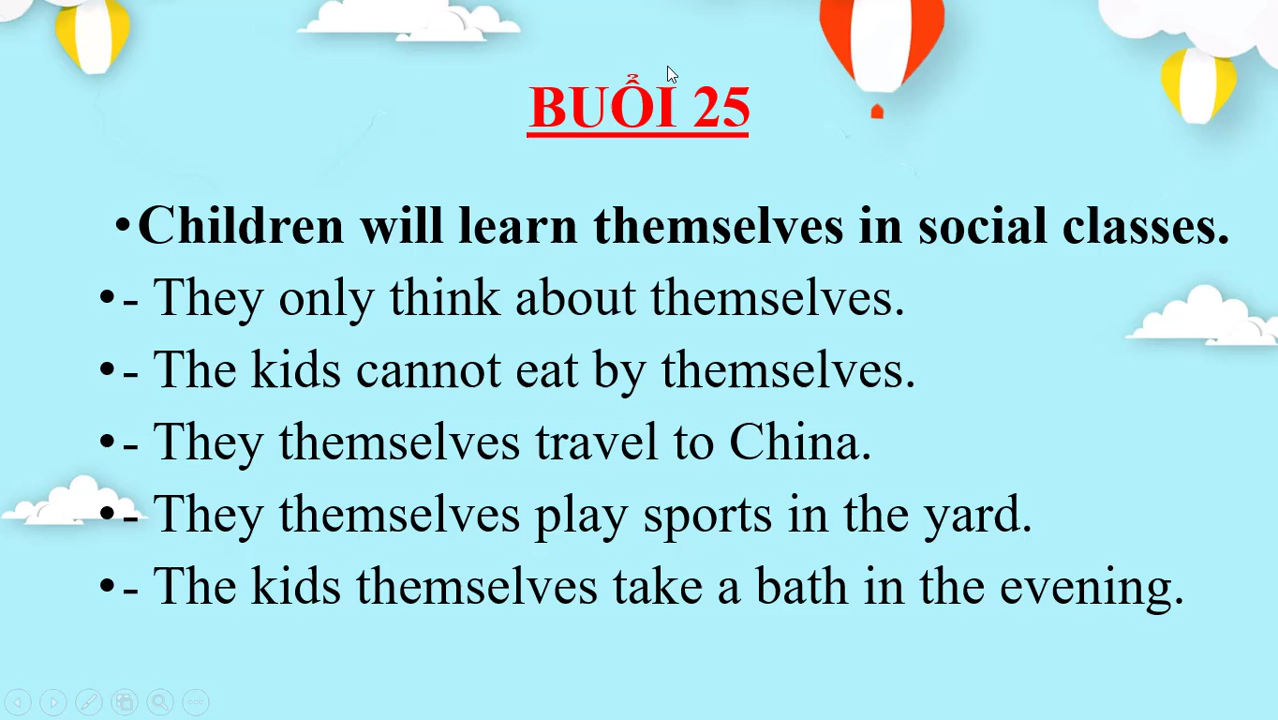 BUỔI 25
•Children will learn themselves in social classes.
•- They only think about themselves.
•- The kids cannot eat by themselves.
•- They themselves travel to China.
•- They themselves play sports in the yard.
•- The kids themselves take a bath in the evening.